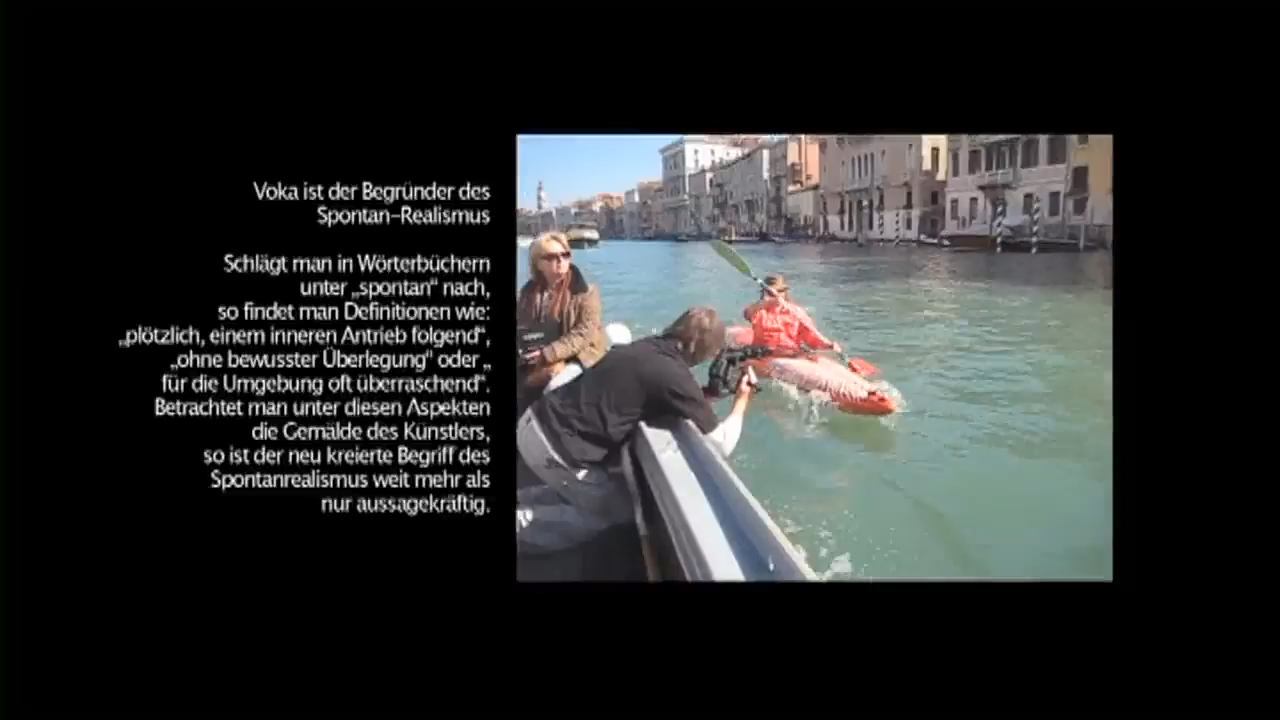 Voka ist der Begründer des
Spontan-Realismus
Schlägt man in Wörterbüchern
unter „spontan“ nach,
so findet man Definitionen wie:
„plötzlich, einem inneren Antrieb folgend“,
„ohne bewusster Überlegung“ oder „
für die Umgebung oft überraschend“.
Betrachtet man unter diesen Aspekten
die Gemälde des Künstlers,
so ist der neu kreierte Begriff des
Spontanrealismus weit mehr als
nur aussagekräftig.